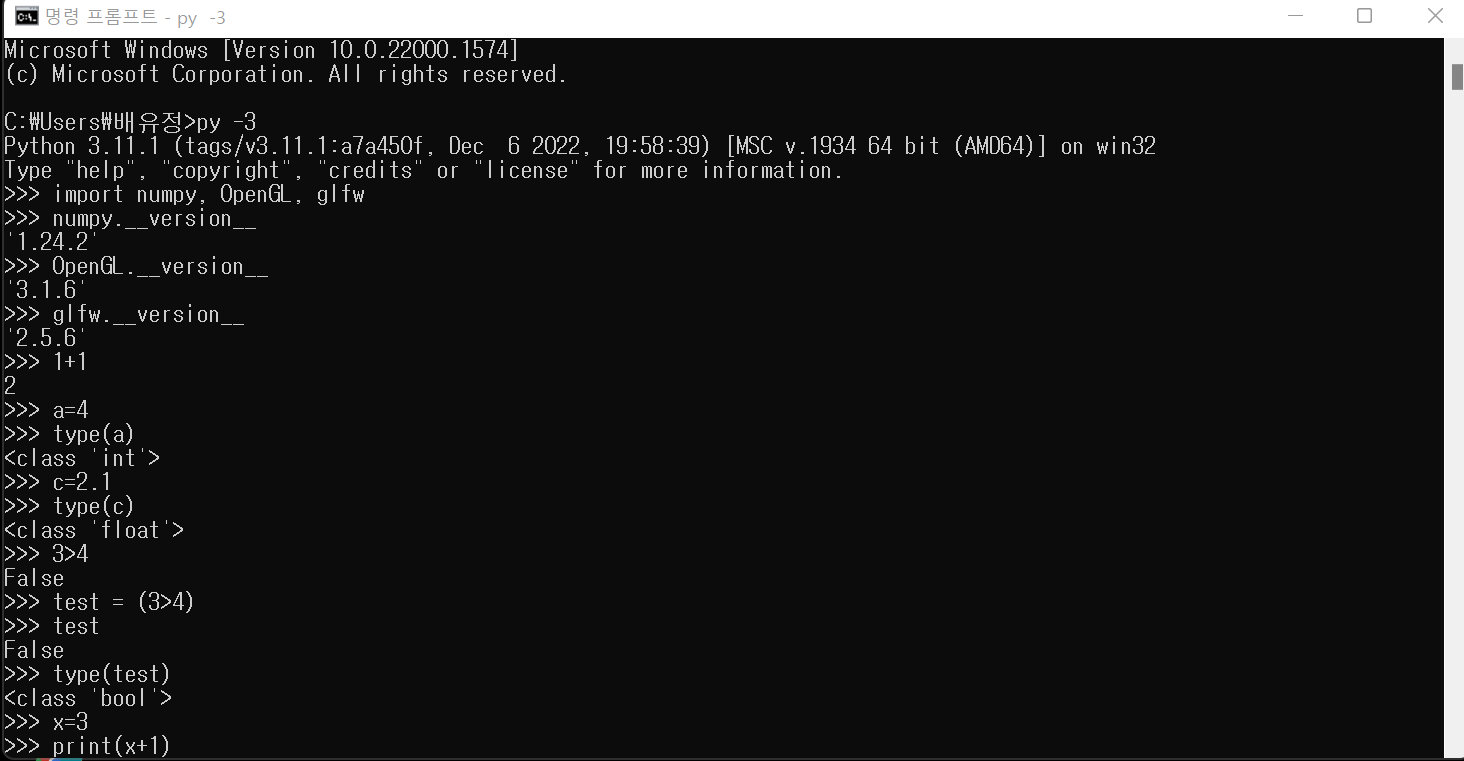 명령 프롬프트 - py  -3
Microsoft Windows [Version 10.0.22000.1574]
(c) Microsoft Corporation. All rights reserved.

C:₩Users₩배유정>py -3
Python 3.11.1 (tags/v3.11.1:a7a450f, Dec  6 2022, 19:58:39) [MSC v.1934 64 bit (AMD64)] on win32
Type "help", "copyright", "credits" or "license" for more information.
>>> import numpy, OpenGL, glfw
>>> numpy.__version__
'1.24.2'
>>> OpenGL.__version__
'3.1.6'
>>> glfw.__version__
'2.5.6'
>>> 1+1
2
>>> a=4
>>> type(a)
<class 'int'>
>>> c=2.1
>>> type(c)
<class 'float'>
>>> 3>4
False
>>> test = (3>4)
>>> test
False
>>> type(test)
<class 'bool'>
>>> x=3
>>> print(x+1)